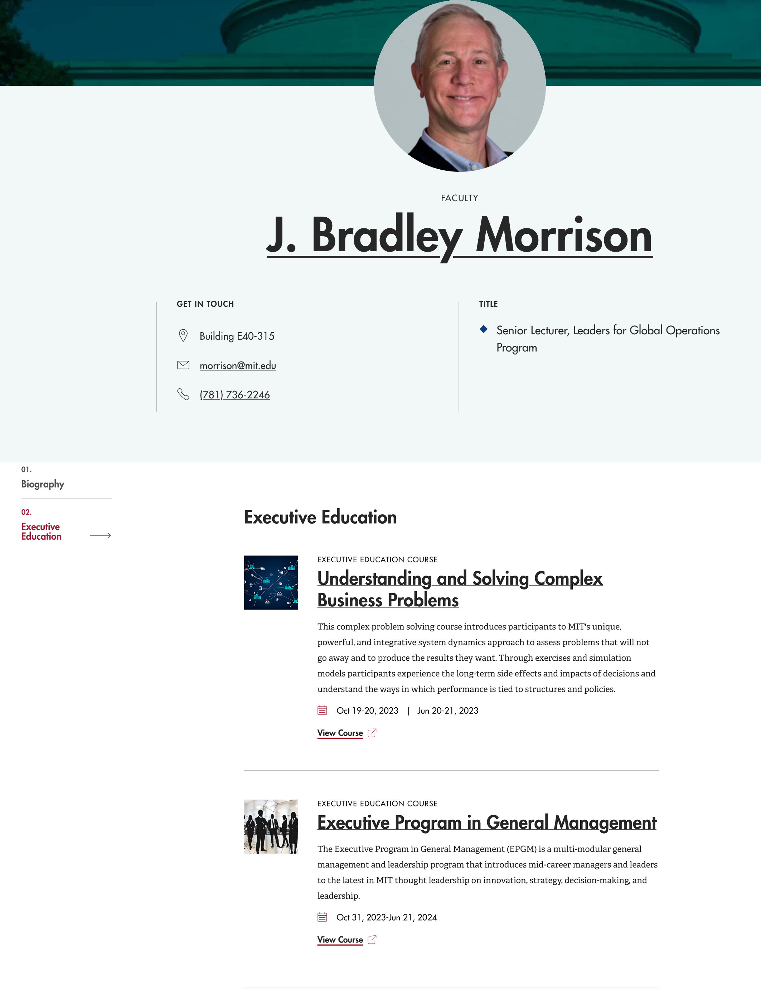 FACULTY
J. Bradley Morrison
GET IN TOUCH
Building E40-315
morrison@mit.edu
(781) 736-2246
TITLE
Senior Lecturer, Leaders for Global Operations
Program
01.
Biography
02.
Executive
Education
Executive Education
EXECUTIVE EDUCATION COURSE
Understanding and Solving Complex
Business Problems
This complex problem solving course introduces participants to MIT's unique,
powerful, and integrative system dynamics approach to assess problems that will not
go away and to produce the results they want. Through exercises and simulation
models participants experience the long-term side effects and impacts of decisions and
understand the ways in which performance is tied to structures and policies.
Oct 19-20, 2023 | Jun 20-21, 2023
View Course
EXECUTIVE EDUCATION COURSE
Executive Program in General Management
The Executive Program in General Management (EPGM) is a multi-modular general
management and leadership program that introduces mid-career managers and leaders
to the latest in MIT thought leadership on innovation, strategy, decision-making, and
leadership.
Oct 31, 2023-Jun 21, 2024
View Course